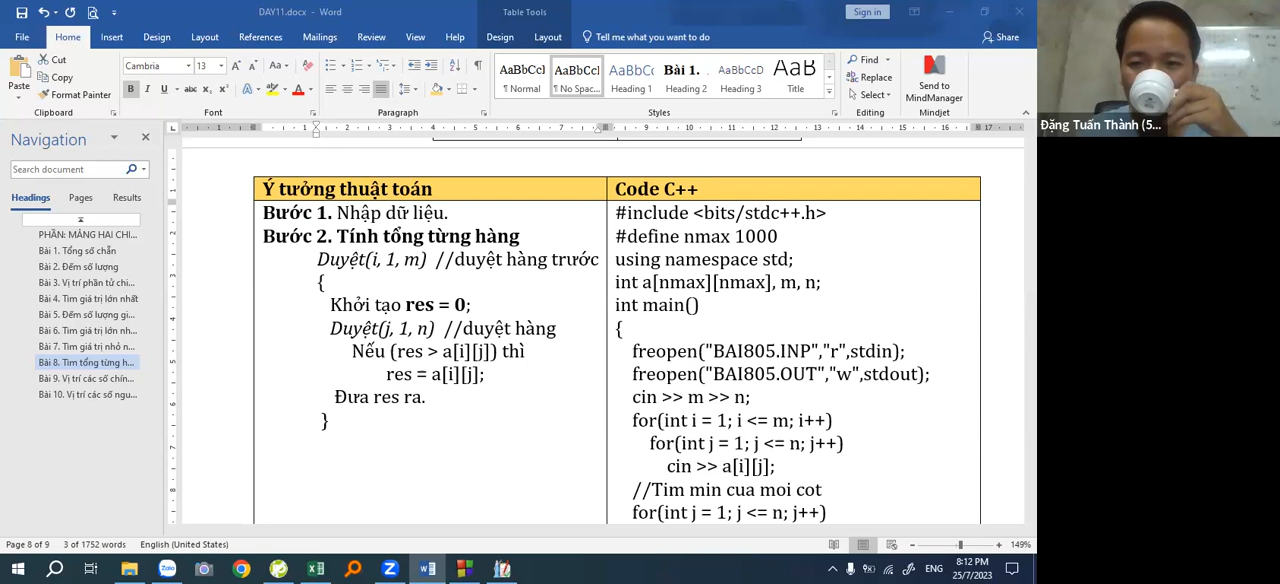 DAY11.docx - Word
Table Tools
Sign in
File
Home
Insert
Design
Layout
References
Mailings
Review
View
Help
Design
Layout
Tell me what you want to do
Share
Paste
Cut
Copy
Format Painter
Cambria
13
Aa
B I U abc x₂ x²
AaBbCcI
AaBbCcI
AaBbCc
Bài 1.
AaBbCcD
AaB
¶ Normal
¶ No Spac...
Heading 1
Heading 2
Heading 3
Title
Find
Replace
Select
Send to
MindManager
Clipboard
Font
Paragraph
Styles
Editing
Mindjet
Navigation
Search document
Headings
Pages
Results
PHẦN: MẢNG HAI CHI...
Bài 1. Tổng số chẵn
Bài 2. Đếm số lượng
Bài 3. Vị trí phần tử chi...
Bài 4. Tìm giá trị lớn nhất
Bài 5. Đếm số lượng gi...
Bài 6. Tìm giá trị lớn nh...
Bài 7. Tìm giá trị nhỏ n...
Bài 8. Tìm tổng từng h...
Bài 9. Vị trí các số chín...
Bài 10. Vị trí các số ngu...
Ý tưởng thuật toán
Bước 1. Nhập dữ liệu.
Bước 2. Tính tổng từng hàng
Duyệt(i, 1, m) //duyệt hàng trước
{
Khởi tạo res = 0;
Duyệt(j, 1, n) //duyệt hàng
Nếu (res > a[i][j]) thì
res = a[i][j];
Đưa res ra.
}
Code C++
#include <bits/stdc++.h>
#define nmax 1000
using namespace std;
int a[nmax][nmax], m, n;
int main()
{
freopen("BAI805.INP","r",stdin);
freopen("BAI805.OUT","w",stdout);
cin >> m >> n;
for(int i = 1; i <= m; i++)
for(int j = 1; j <= n; j++)
cin >> a[i][j];
//Tim min cua moi cot
for(int j = 1; j <= n; j++)
Đặng Tuấn Thành (5...
Page 8 of 9
3 of 1752 words
English (United States)
149%
Zalo
ENG
8:12 PM
25/7/2023